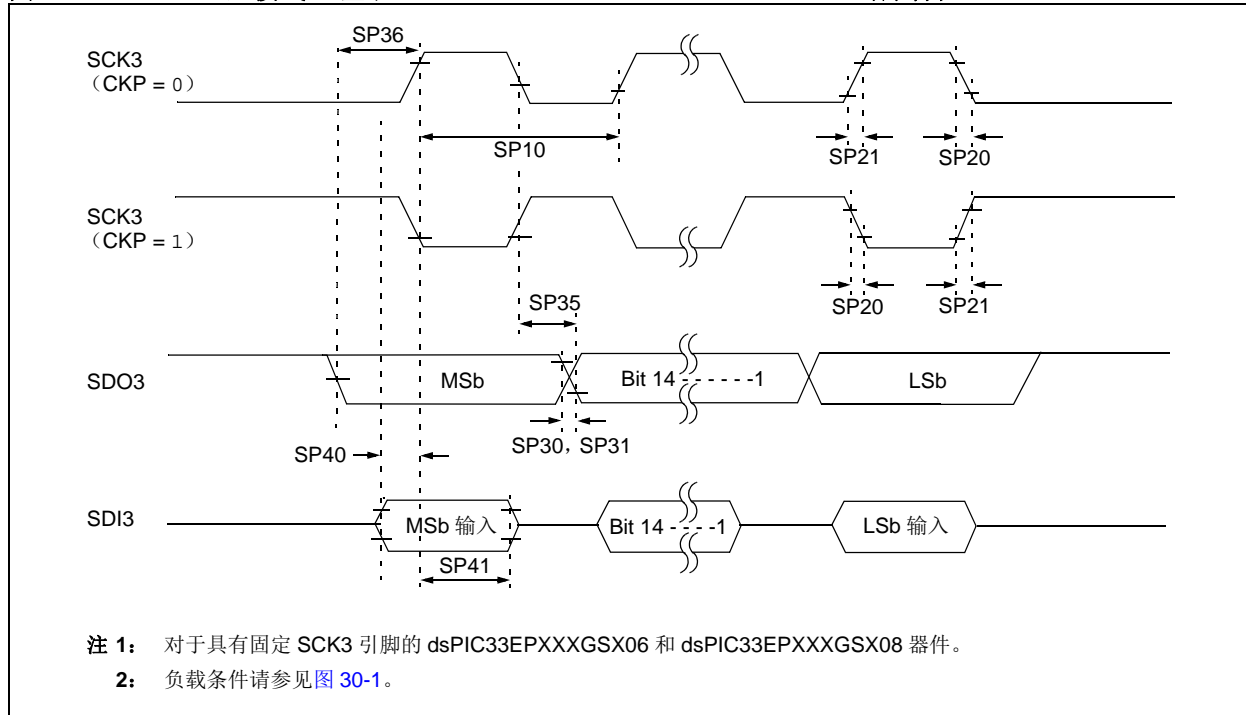 SP36
SCK3
（CKP = 0）
SP10
SP21
SP20
SCK3
（CKP = 1）
SP35
SP20
SP21
SDO3
MSb
Bit 14 - - - - - -1
LSb
SP40
SP30，SP31
SDI3
MSb 输入
Bit 14 - - - -1
LSb 输入
SP41
注 1： 对于具有固定 SCK3 引脚的 dsPIC33EPXXXGSX06 和 dsPIC33EPXXXGSX08 器件。
2： 负载条件请参见图 30-1。